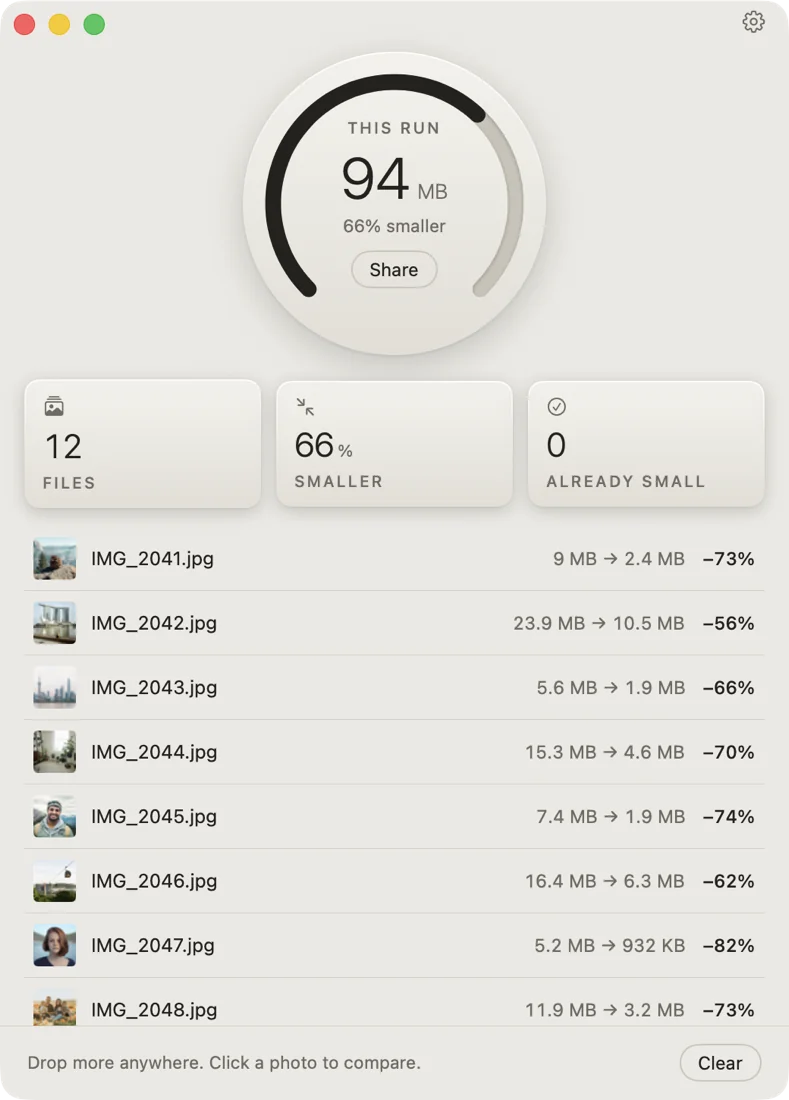 THIS RUN
94 MB
66% smaller
Share
12
FILES
66 %
SMALLER
0
ALREADY SMALL
IMG_2041.jpg 9 MB → 2.4 MB –73%
IMG_2042.jpg 23.9 MB → 10.5 MB –56%
IMG_2043.jpg 5.6 MB → 1.9 MB –66%
IMG_2044.jpg 15.3 MB → 4.6 MB –70%
IMG_2045.jpg 7.4 MB → 1.9 MB –74%
IMG_2046.jpg 16.4 MB → 6.3 MB –62%
IMG_2047.jpg 5.2 MB → 932 KB –82%
IMG_2048.jpg 11.9 MB → 3.2 MB –73%
Drop more anywhere. Click a photo to compare.
Clear